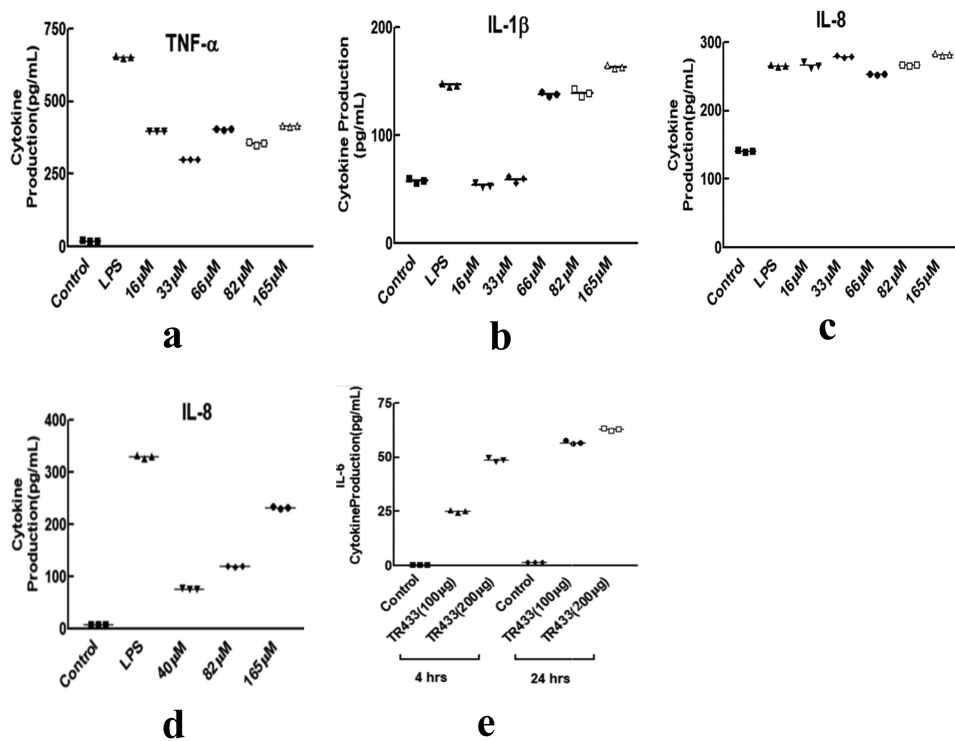 TNF-α
Cytokine
Production(pg/mL)
750
500
250
0
Control
LPS
16μM
33μM
66μM
82μM
165μM
a
IL-1β
Cytokine Production
(pg/mL)
200
100
0
Control
LPS
16μM
33μM
66μM
82μM
165μM
b
IL-8
Cytokine
Production(pg/mL)
300
200
100
0
Control
LPS
16μM
33μM
66μM
82μM
165μM
c
IL-8
Cytokine
Production(pg/mL)
400
300
200
100
0
Control
LPS
40μM
82μM
165μM
d
IL-6
CytokineProduction(pg/mL)
75
50
25
0
Control
TR433(100μg)
TR433(200μg)
Control
TR433(100μg)
TR433(200μg)
4 hrs
24 hrs
e